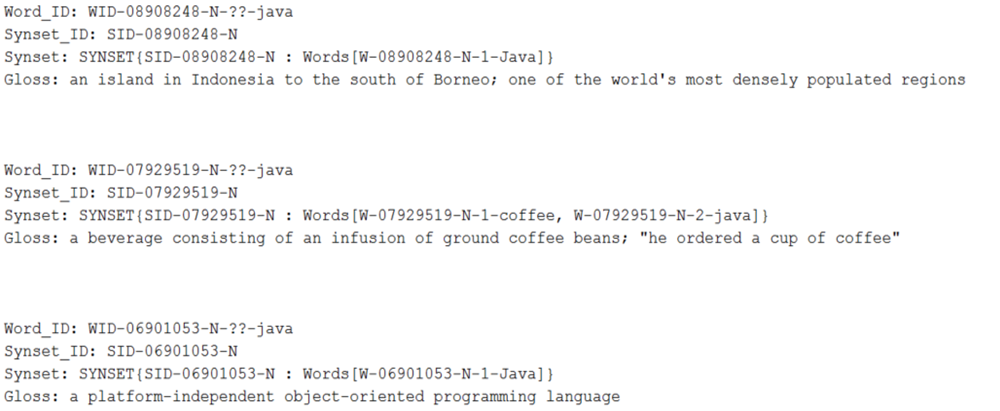 Word_ID: WID-08908248-N-??-java
Synset_ID: SID-08908248-N
Synset: SYNSET{SID-08908248-N : Words[W-08908248-N-1-Java]}
Gloss: an island in Indonesia to the south of Borneo; one of the world's most densely populated regions
Word_ID: WID-07929519-N-??-java
Synset_ID: SID-07929519-N
Synset: SYNSET{SID-07929519-N : Words[W-07929519-N-1-coffee, W-07929519-N-2-java]}
Gloss: a beverage consisting of an infusion of ground coffee beans; "he ordered a cup of coffee"
Word_ID: WID-06901053-N-??-java
Synset_ID: SID-06901053-N
Synset: SYNSET{SID-06901053-N : Words[W-06901053-N-1-Java]}
Gloss: a platform-independent object-oriented programming language